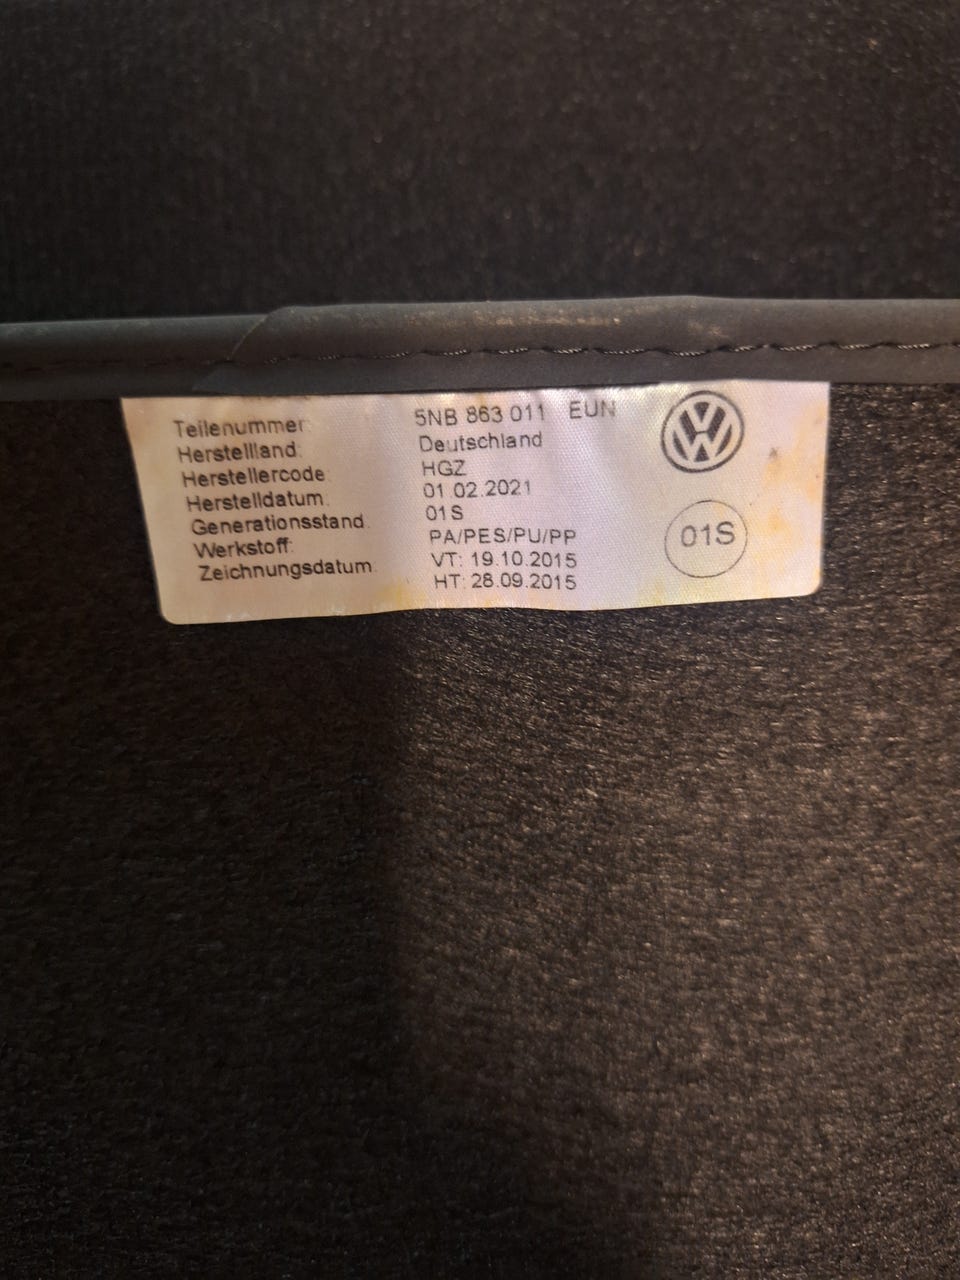 Teilenummer: 5NB 863 011 EUN
Herstellland: Deutschland
Herstellercode: HGZ
Herstelldatum: 01.02.2021
Generationsstand: 01S
Werkstoff: PA/PES/PU/PP
Zeichnungsdatum: VT: 19.10.2015
HT: 28.09.2015
VW
01S